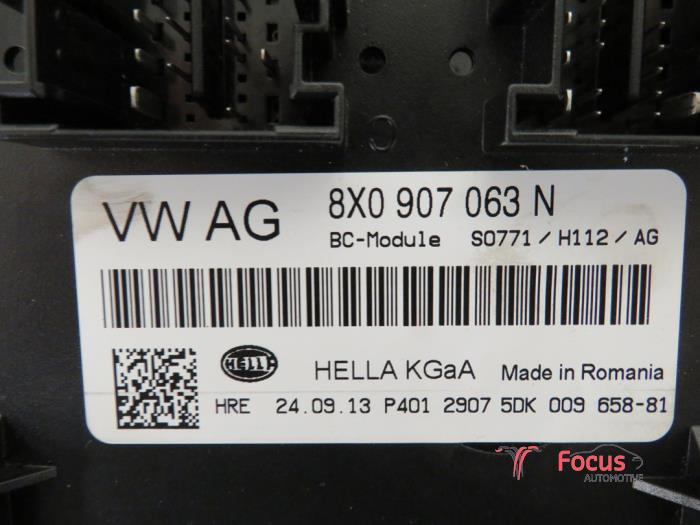 VW AG
8X0 907 063 N
BC-Module S0771/H112/AG
HELLA
HELLA KGaA Made in Romania
HRE 24.09.13 P401 2907 5DK 009 658-81
Focus
AUTOMOTIVE